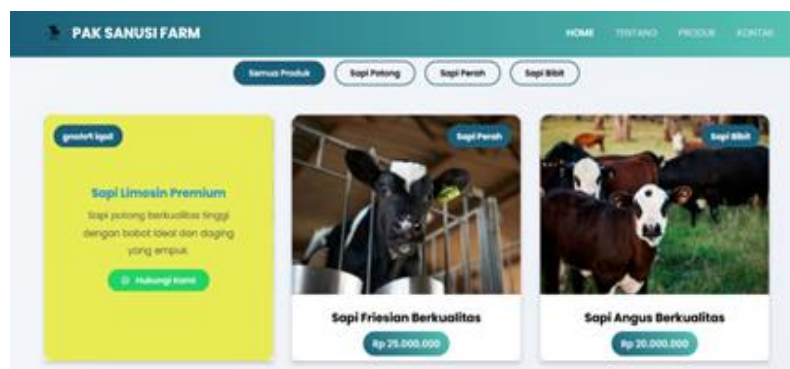 PAK SANUSI FARM
HOME TENTANG PRODUK KONTAK
Semua Produk Sapi Potong Sapi Perah Sapi Bibit
Sapi Potong
Sapi Perah
Sapi Bibit
Sapi Limosin Premium
Sapi potong berkualitas tinggi
dengan bobot ideal dan daging
yang empuk
Hubungi Kami
Sapi Friesian Berkualitas
Rp 25.000.000
Sapi Angus Berkualitas
Rp 20.000.000